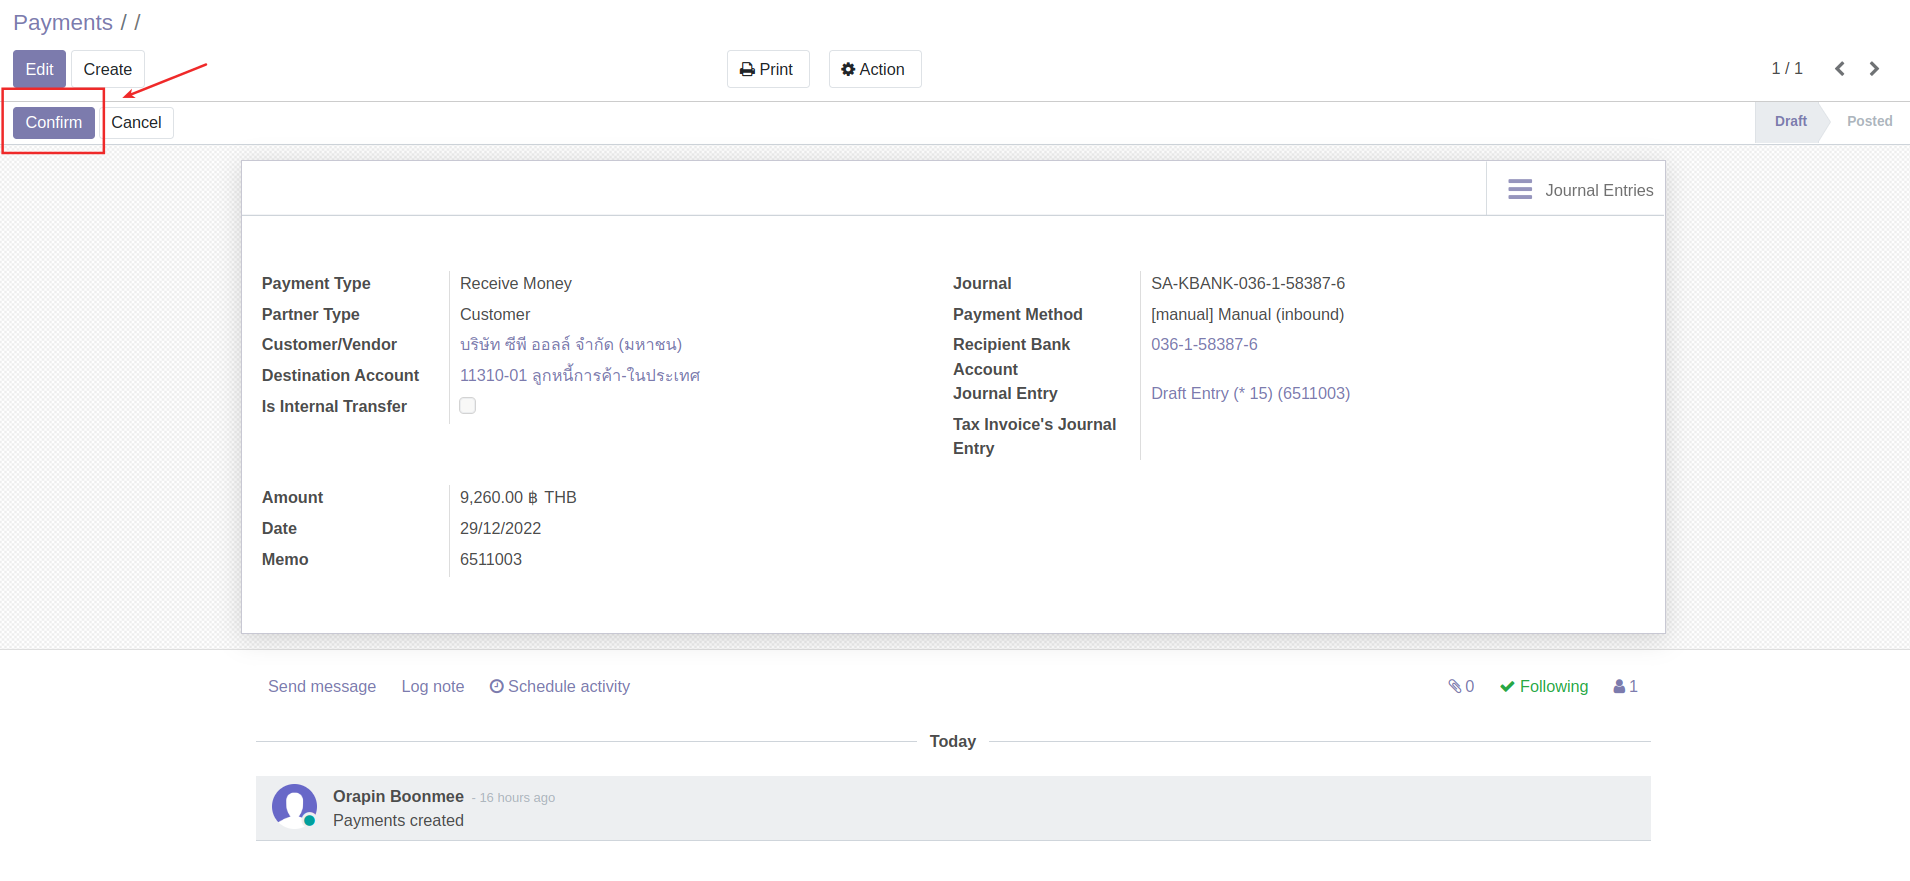 Payments / /
Edit Create Print Action 1 / 1
Confirm Cancel Draft Posted
Journal Entries
Payment Type Receive Money
Partner Type Customer
Customer/Vendor บริษัท ซีพี ออลล์ จำกัด (มหาชน)
Destination Account 11310-01 ลูกหนี้การค้า-ในประเทศ
Is Internal Transfer
Journal SA-KBANK-036-1-58387-6
Payment Method [manual] Manual (inbound)
Recipient Bank 036-1-58387-6
Account
Journal Entry Draft Entry (* 15) (6511003)
Tax Invoice's Journal
Entry
Amount 9,260.00 ฿ THB
Date 29/12/2022
Memo 6511003
Send message Log note Schedule activity 0 Following 1
Today
Orapin Boonmee - 16 hours ago
Payments created